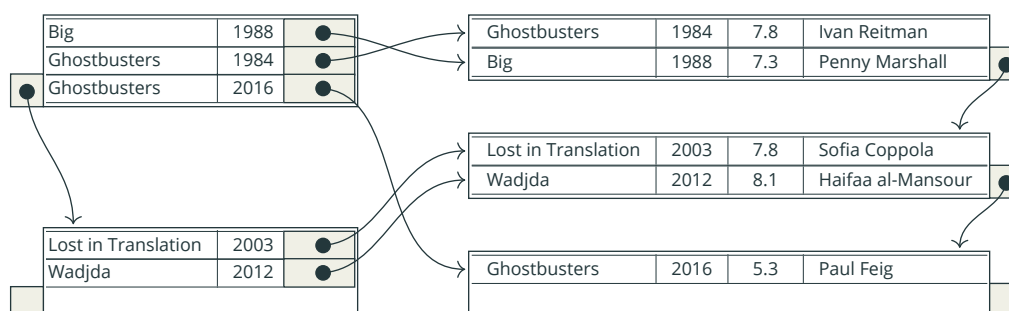 Big 1988
Ghostbusters 1984
Ghostbusters 2016
Lost in Translation 2003
Wadjda 2012
Ghostbusters 1984 7.8 Ivan Reitman
Big 1988 7.3 Penny Marshall
Lost in Translation 2003 7.8 Sofia Coppola
Wadjda 2012 8.1 Haifaa al-Mansour
Ghostbusters 2016 5.3 Paul Feig